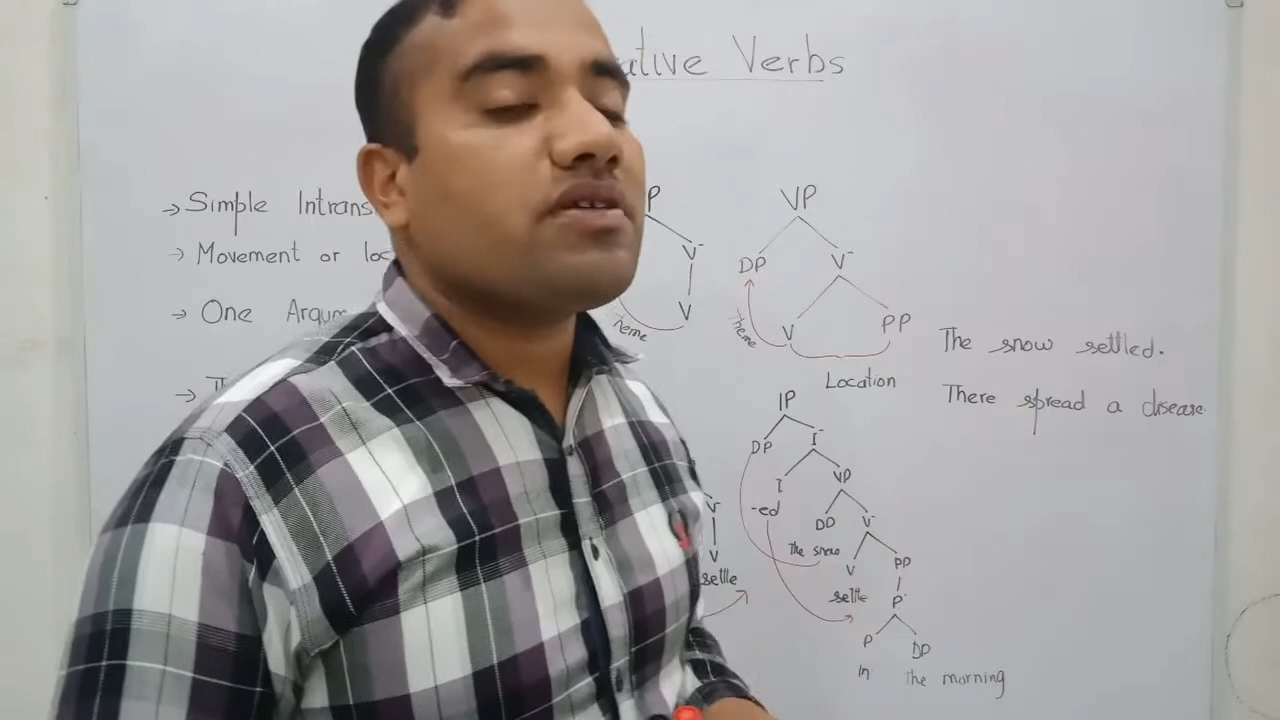 ative Verbs
→ Simple Intrans
→ Movement or loc
→ One Argum
→ T
P
V-
V
Theme
VP
DP
V-
V
PP
Theme
Location
The snow settled.
There spread a disease.
IP
DP
I-
I
VP
-ed
DP
V-
the snow
V
PP
settle
P-
P
DP
in
the morning
V-
V
settle